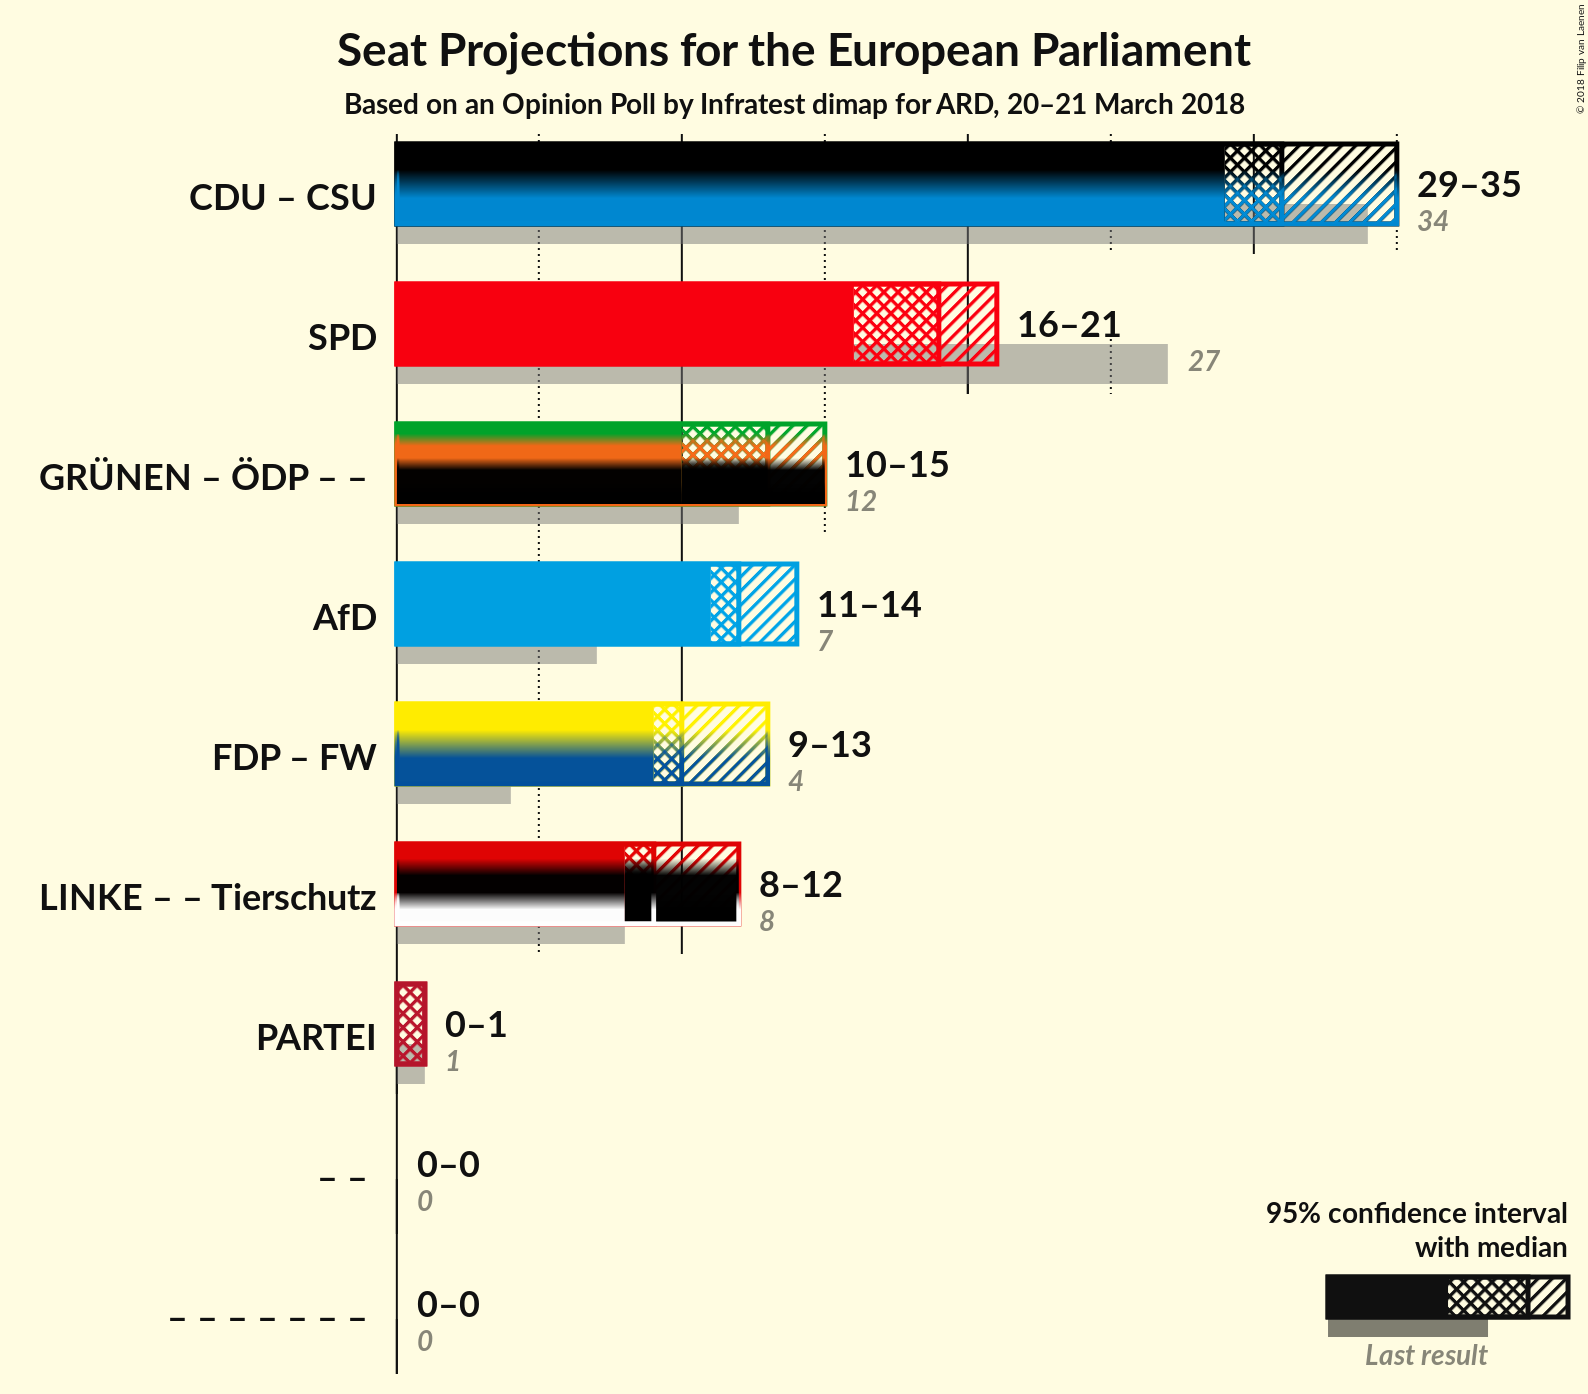 Seat Projections for the European Parliament
Based on an Opinion Poll by Infratest dimap for ARD, 20–21 March 2018
© 2018 Filip van Laenen
CDU – CSU
29–35
34
SPD
16–21
27
GRÜNEN – ÖDP – –
10–15
12
AfD
11–14
7
FDP – FW
9–13
4
LINKE – – Tierschutz
8–12
8
PARTEI
0–1
1
– –
0–0
0
– – – – – – –
0–0
0
95% confidence interval
with median
Last result